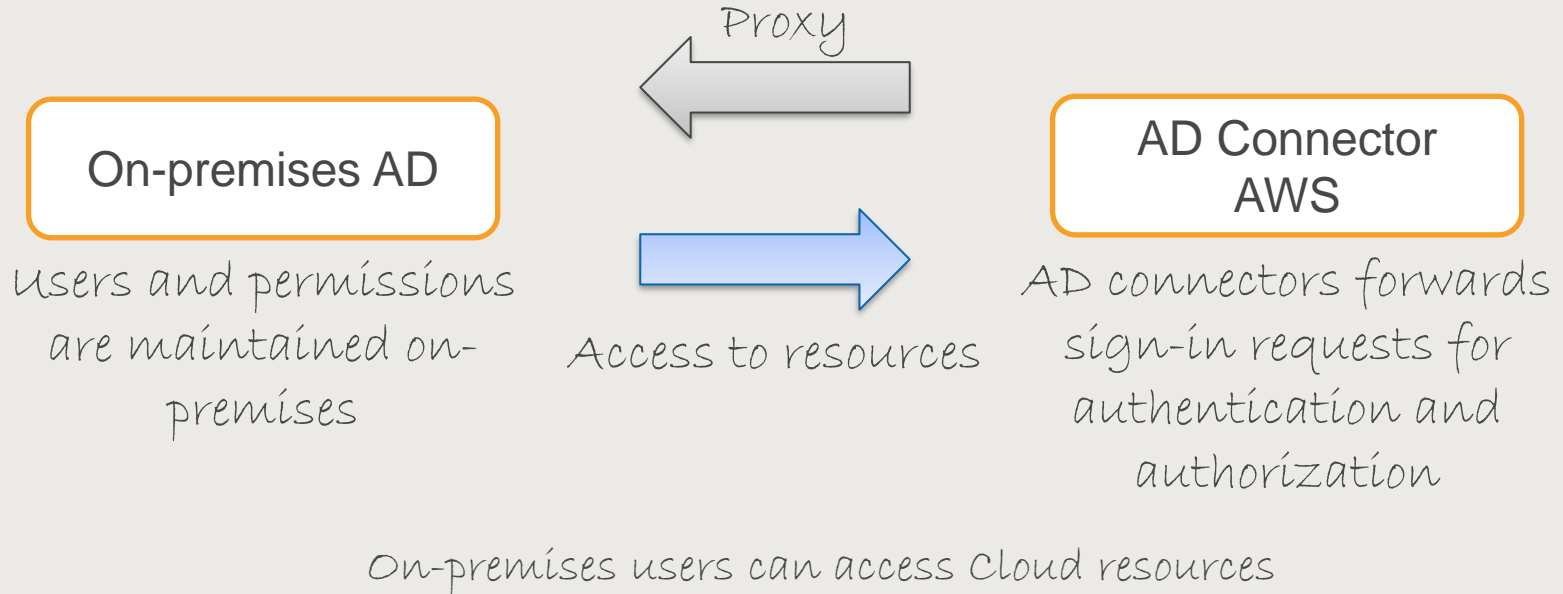 Proxy
On-premises AD
Users and permissions
are maintained on-
premises
Access to resources
AD Connector
AWS
AD connectors forwards
sign-in requests for
authentication and
authorization
On-premises users can access Cloud resources